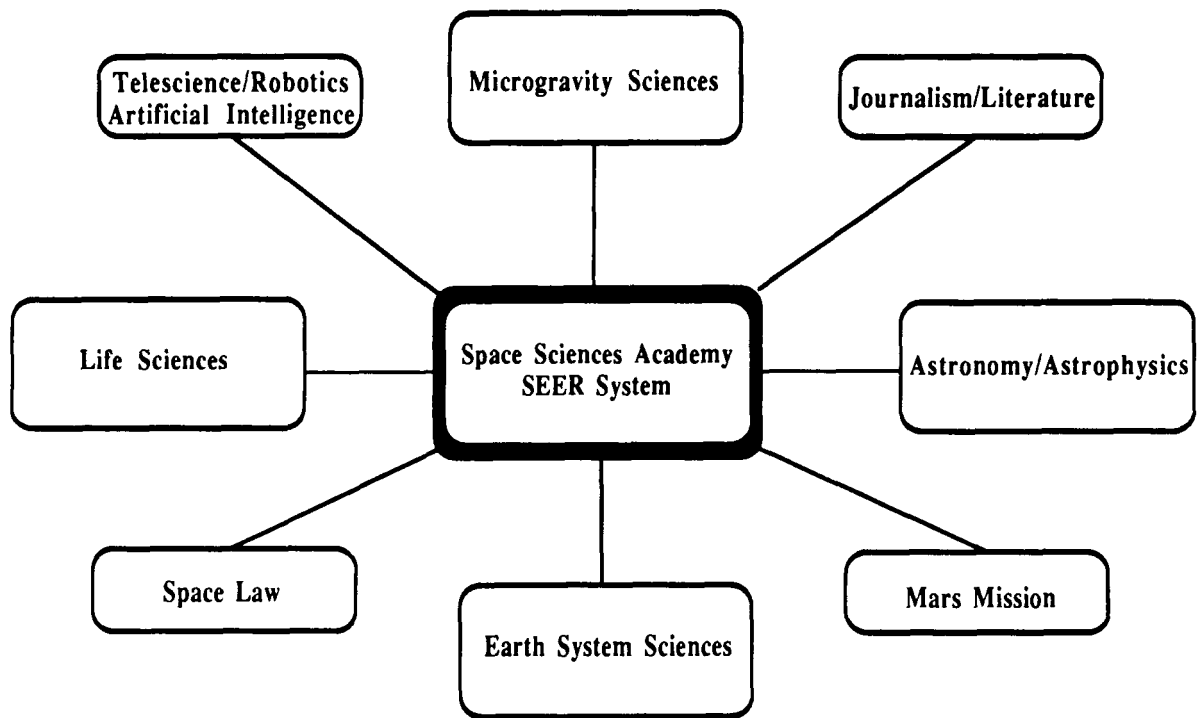 Telescience/Robotics
Artificial Intelligence
Microgravity Sciences
Journalism/Literature
Life Sciences
Space Sciences Academy
SEER System
Astronomy/Astrophysics
Space Law
Earth System Sciences
Mars Mission